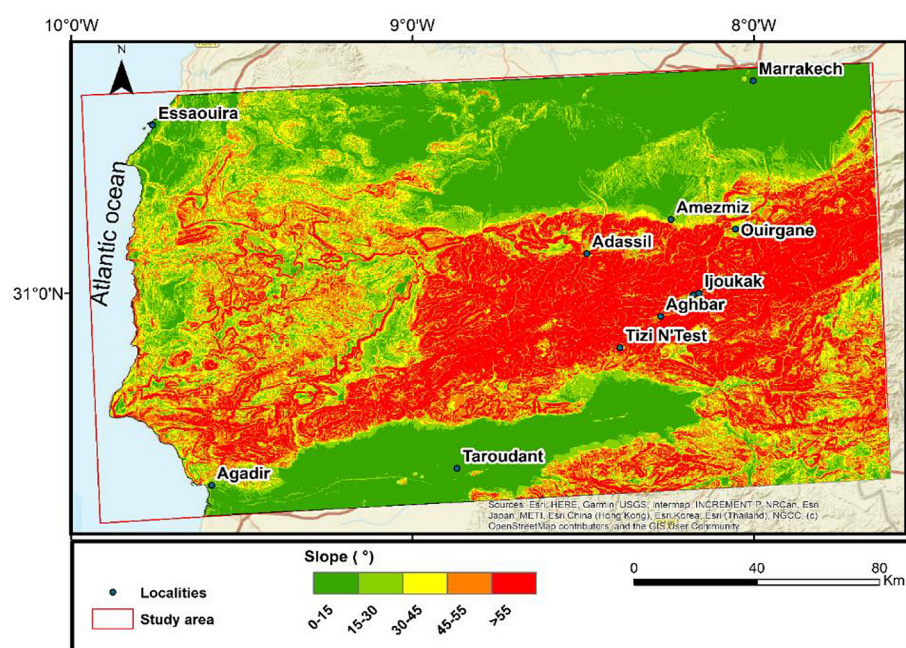 10°0'W 9°0'W 8°0'W
N
Marrakech
Essaouira
Atlantic ocean
Amezmiz
Ouirgane
Adassil
31°0'N
Ijoukak
Aghbar
Tizi N'Test
Taroudant
Agadir
Sources: Esri, HERE, Garmin, USGS, Intermap, INCREMENT P, NRCan, Esri
Japan, METI, Esri China (Hong Kong), Esri Korea, Esri (Thailand), NGCC, (c)
OpenStreetMap contributors, and the GIS User Community
Slope ( °)
Localities
Study area
0-15 15-30 30-45 45-55 >55
0 40 80
Km